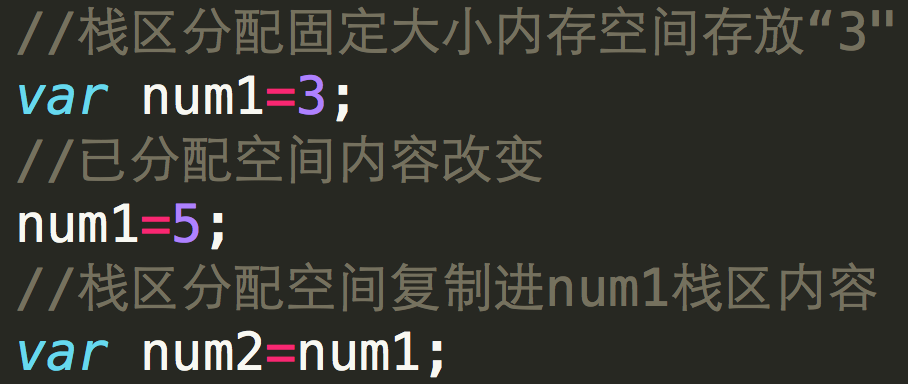 //栈区分配固定大小内存空间存放“3"
var num1=3;
//已分配空间内容改变
num1=5;
//栈区分配空间复制进num1栈区内容
var num2=num1;